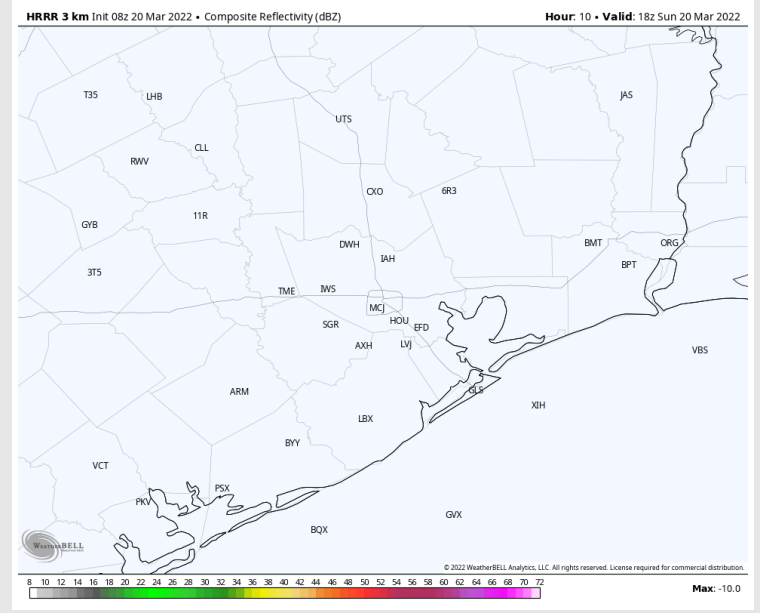 HRRR 3 km Init 08z 20 Mar 2022 • Composite Reflectivity (dBZ) Hour: 10 • Valid: 18z Sun 20 Mar 2022
T35 LHB JAS
UTS
CLL
RWV
CXO 6R3
11R
GYB
DWH BMT ORG
IAH BPT
3T5
TME IWS
MCJ
SGR HOU EFD
AXH LVJ VBS
ARM GLS
XIH
LBX
BYY
VCT
PSX
PKV
BQX GVX
WEATHERBELL
© 2022 WeatherBELL Analytics, LLC. All rights reserved. License required for commercial distribution.
8 10 12 14 16 18 20 22 24 26 28 30 32 34 36 38 40 42 44 46 48 50 52 54 56 58 60 62 64 66 68 70 72
Max: -10.0